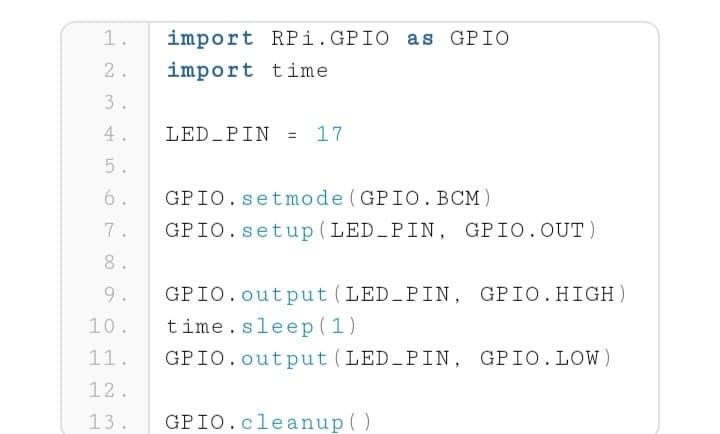 1. import RPi.GPIO as GPIO
2. import time
3.
4. LED_PIN = 17
5.
6. GPIO.setmode(GPIO.BCM)
7. GPIO.setup(LED_PIN, GPIO.OUT)
8.
9. GPIO.output(LED_PIN, GPIO.HIGH)
10. time.sleep(1)
11. GPIO.output(LED_PIN, GPIO.LOW)
12.
13. GPIO.cleanup()